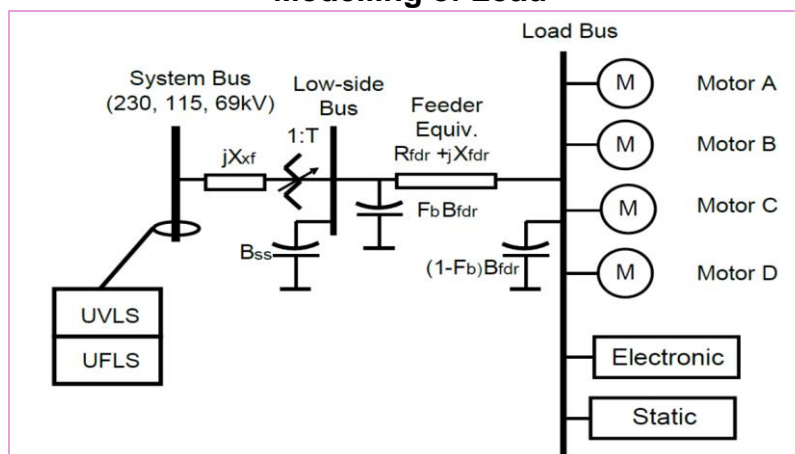 Modelling of Load
Load Bus
System Bus
(230, 115, 69kV)
Low-side
Bus
Feeder
Equiv.
1:T
jXxf
Rfdr +jXfdr
M
Motor A
M
Motor B
M
Motor C
M
Motor D
Bss
FbBfdr
(1-Fb)Bfdr
UVLS
UFLS
Electronic
Static